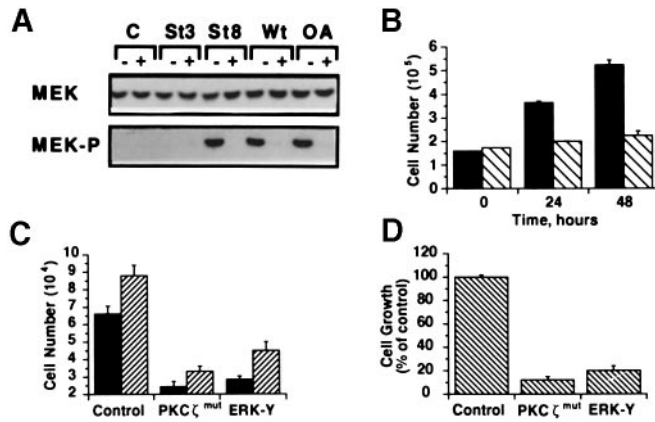 A
C St3 St8 Wt OA
- + - + - + - + - +
MEK
MEK-P
B
Cell Number (10⁵)
6
5
4
3
2
1
0
0 24 48
Time, hours
C
Cell Number (10⁴)
10
9
8
7
6
5
4
3
2
Control PKCζ mut ERK-Y
D
Cell Growth
(% of control)
120
100
80
60
40
20
0
Control PKCζ mut ERK-Y